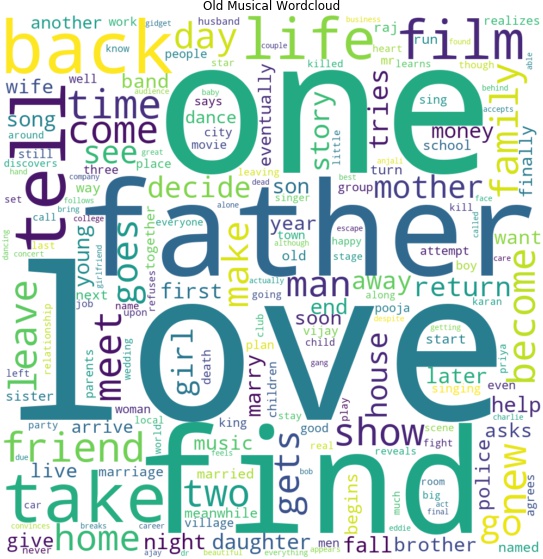 Old Musical Wordcloud
another work husband business couple raj run realizes
know people star killed mr learns heart found though
back day life film
gidget able
wife well band audience baby says sing behind accepts
song time dance eventually story tries money family
around still come city movie little school finally
discovers three see place
tell one
hand great leaving dead best turn anjali
set company way decide son group mother
call follows bring college singer kill face called
dancing last concert girlfriend young goes together everyone alone
father
although escape year town happy stage attempt care want
old boy
job next name upon refuses make first actually going man away along karan return become
leave relationship meet wedding parents girl death club plan end soon vijay pooja child getting despite start later priya
left sister woman love marry children gang house singing even help
party local arrive king stay play show scene charlie asks
friend due world music good real fight
live marriage feels gets bob reveals police new
take find
car married two begins much room big agrees
convinces breaks career meanwhile village act final
give home night daughter men fall brother eddie gq named
ajay dr beautiful everything appears